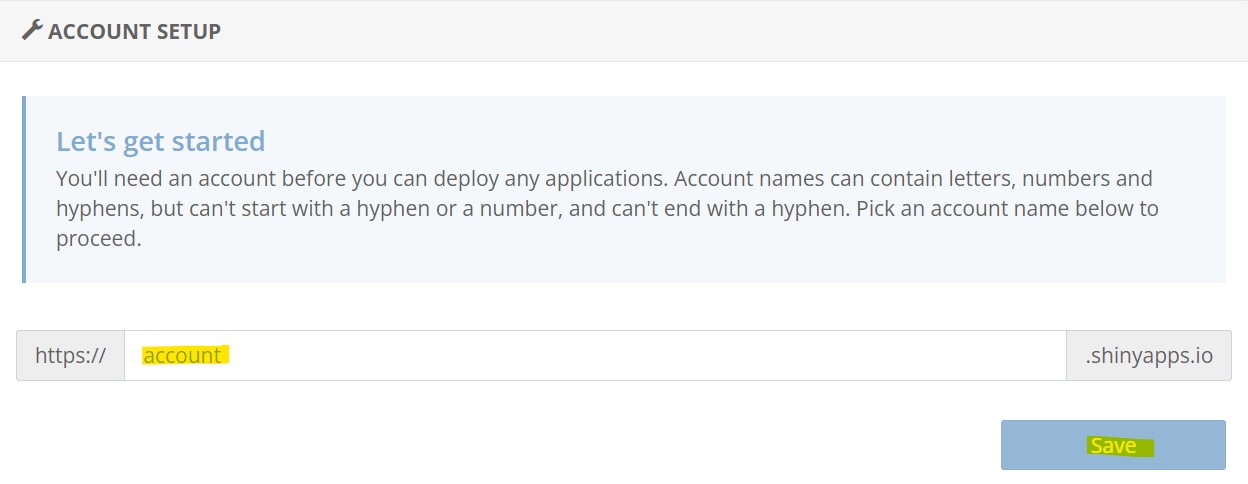 ACCOUNT SETUP
Let's get started
You'll need an account before you can deploy any applications. Account names can contain letters, numbers and
hyphens, but can't start with a hyphen or a number, and can't end with a hyphen. Pick an account name below to
proceed.
https:// account .shinyapps.io
Save